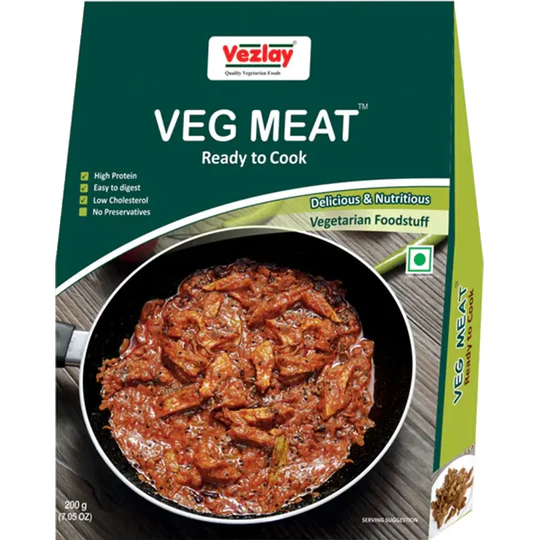 Vezlay
Quality Vegetarian Foods
VEG MEAT™
Ready to Cook
High Protein
Easy to digest
Low Cholesterol
No Preservatives
Delicious & Nutritious
Vegetarian Foodstuff
VEG MEAT
Ready to Cook
200 g
(7.05 OZ)
SERVING SUGGESTION